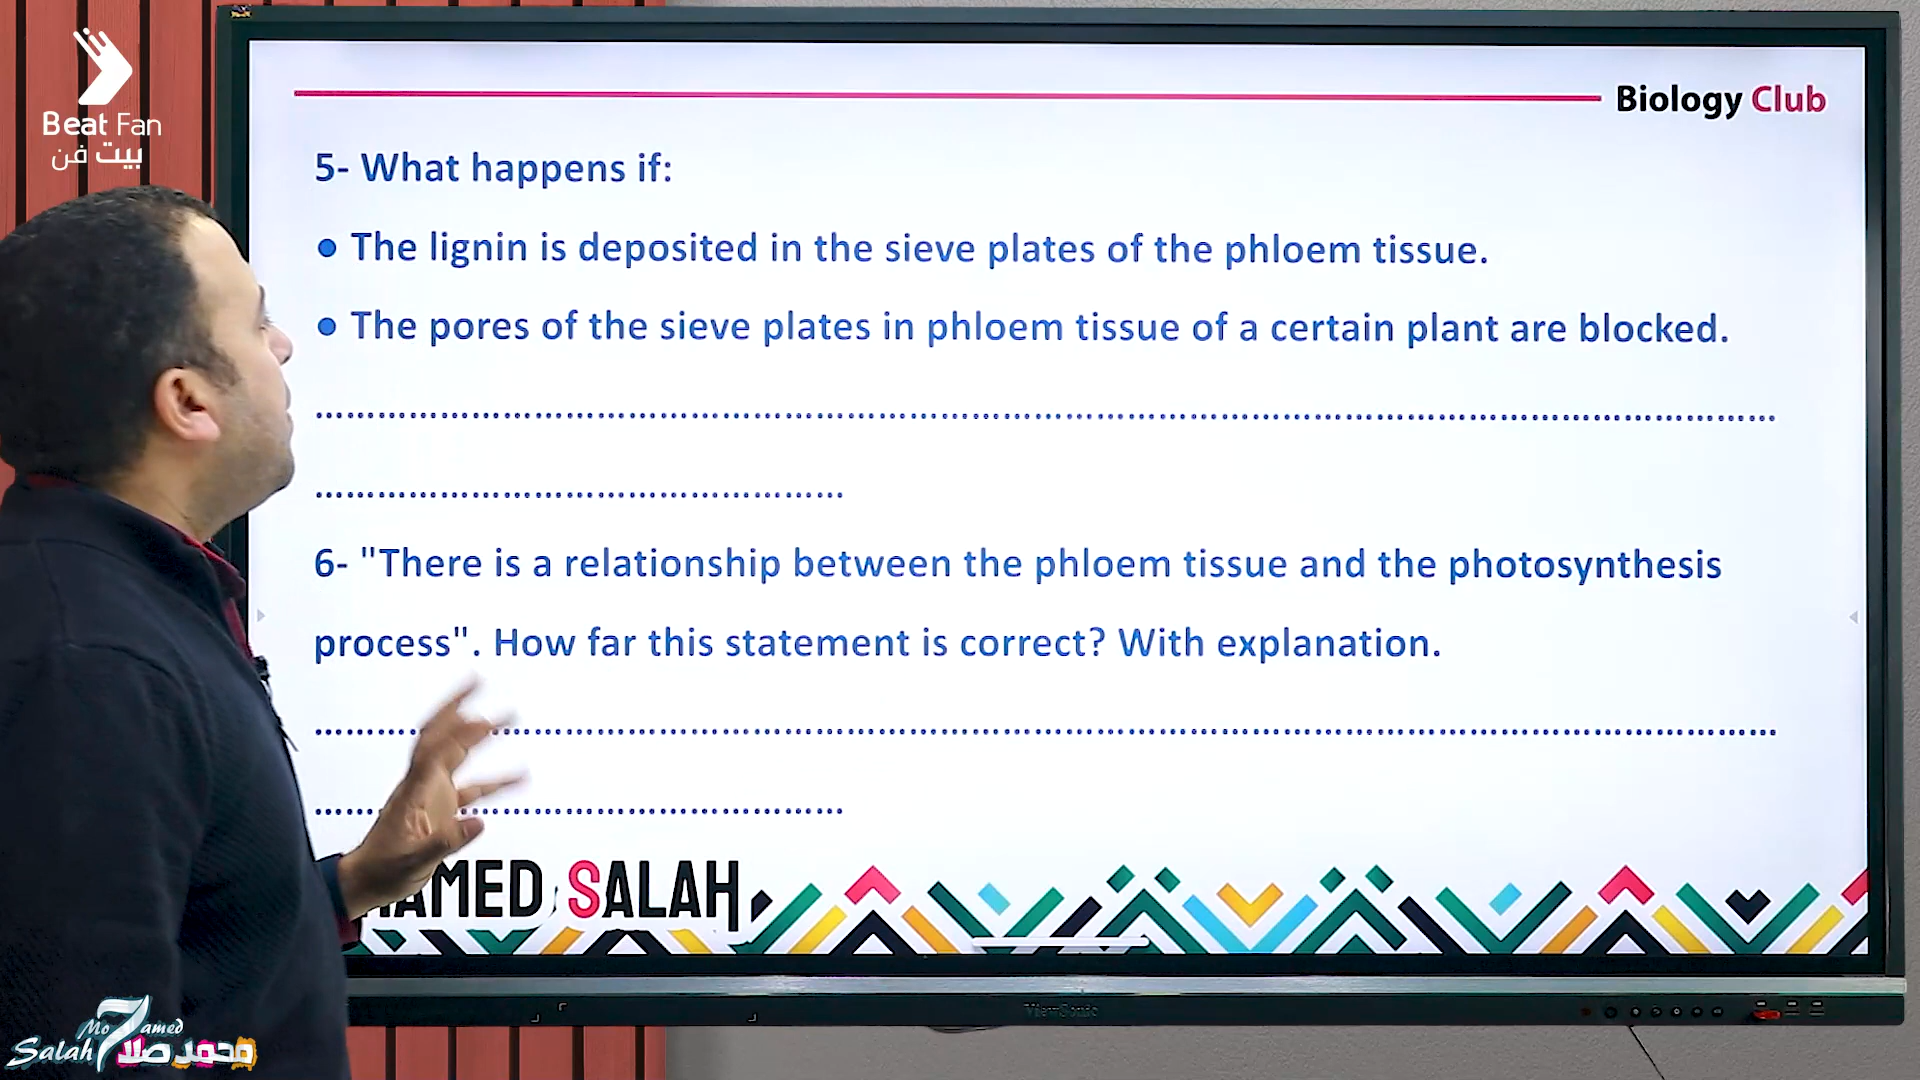 Beat Fan
بيت فن
Biology Club
5- What happens if:
● The lignin is deposited in the sieve plates of the phloem tissue.
● The pores of the sieve plates in phloem tissue of a certain plant are blocked.
6- "There is a relationship between the phloem tissue and the photosynthesis
process". How far this statement is correct? With explanation.
AMED SALAH
ViewSonic
Mo7amed
Salah محمد صلاح